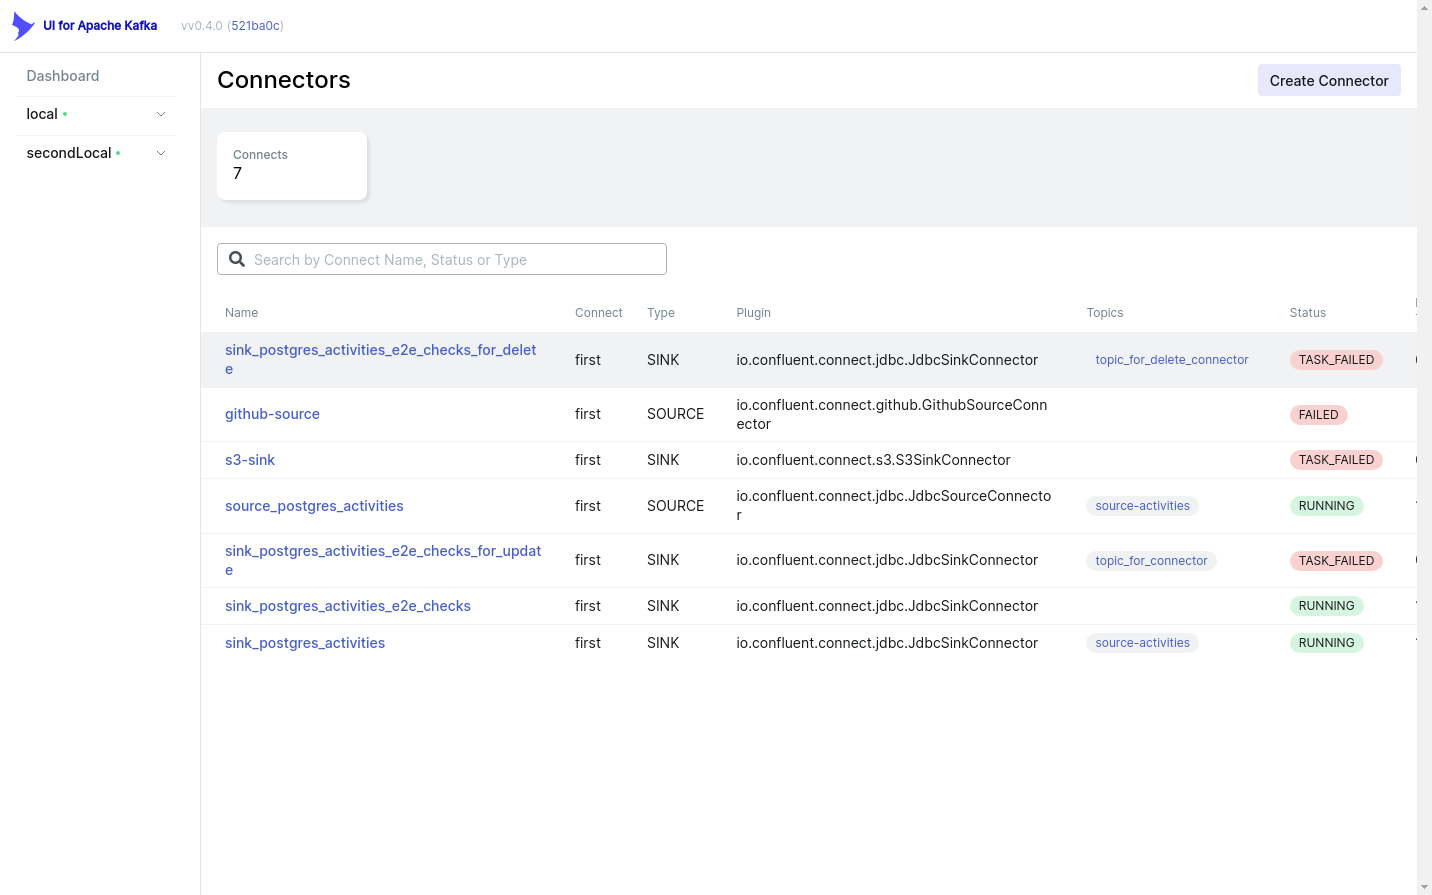 UI for Apache Kafka
vv0.4.0 (521ba0c)
Dashboard
local
secondLocal
Connectors
Create Connector
Connects
7
Search by Connect Name, Status or Type
Name Connect Type Plugin Topics Status
sink_postgres_activities_e2e_checks_for_delet
e
first SINK io.confluent.connect.jdbc.JdbcSinkConnector topic_for_delete_connector TASK_FAILED
github-source first SOURCE io.confluent.connect.github.GithubSourceConn
ector
FAILED
s3-sink first SINK io.confluent.connect.s3.S3SinkConnector TASK_FAILED
source_postgres_activities first SOURCE io.confluent.connect.jdbc.JdbcSourceConnecto
r
source-activities RUNNING
sink_postgres_activities_e2e_checks_for_updat
e
first SINK io.confluent.connect.jdbc.JdbcSinkConnector topic_for_connector TASK_FAILED
sink_postgres_activities_e2e_checks first SINK io.confluent.connect.jdbc.JdbcSinkConnector RUNNING
sink_postgres_activities first SINK io.confluent.connect.jdbc.JdbcSinkConnector source-activities RUNNING